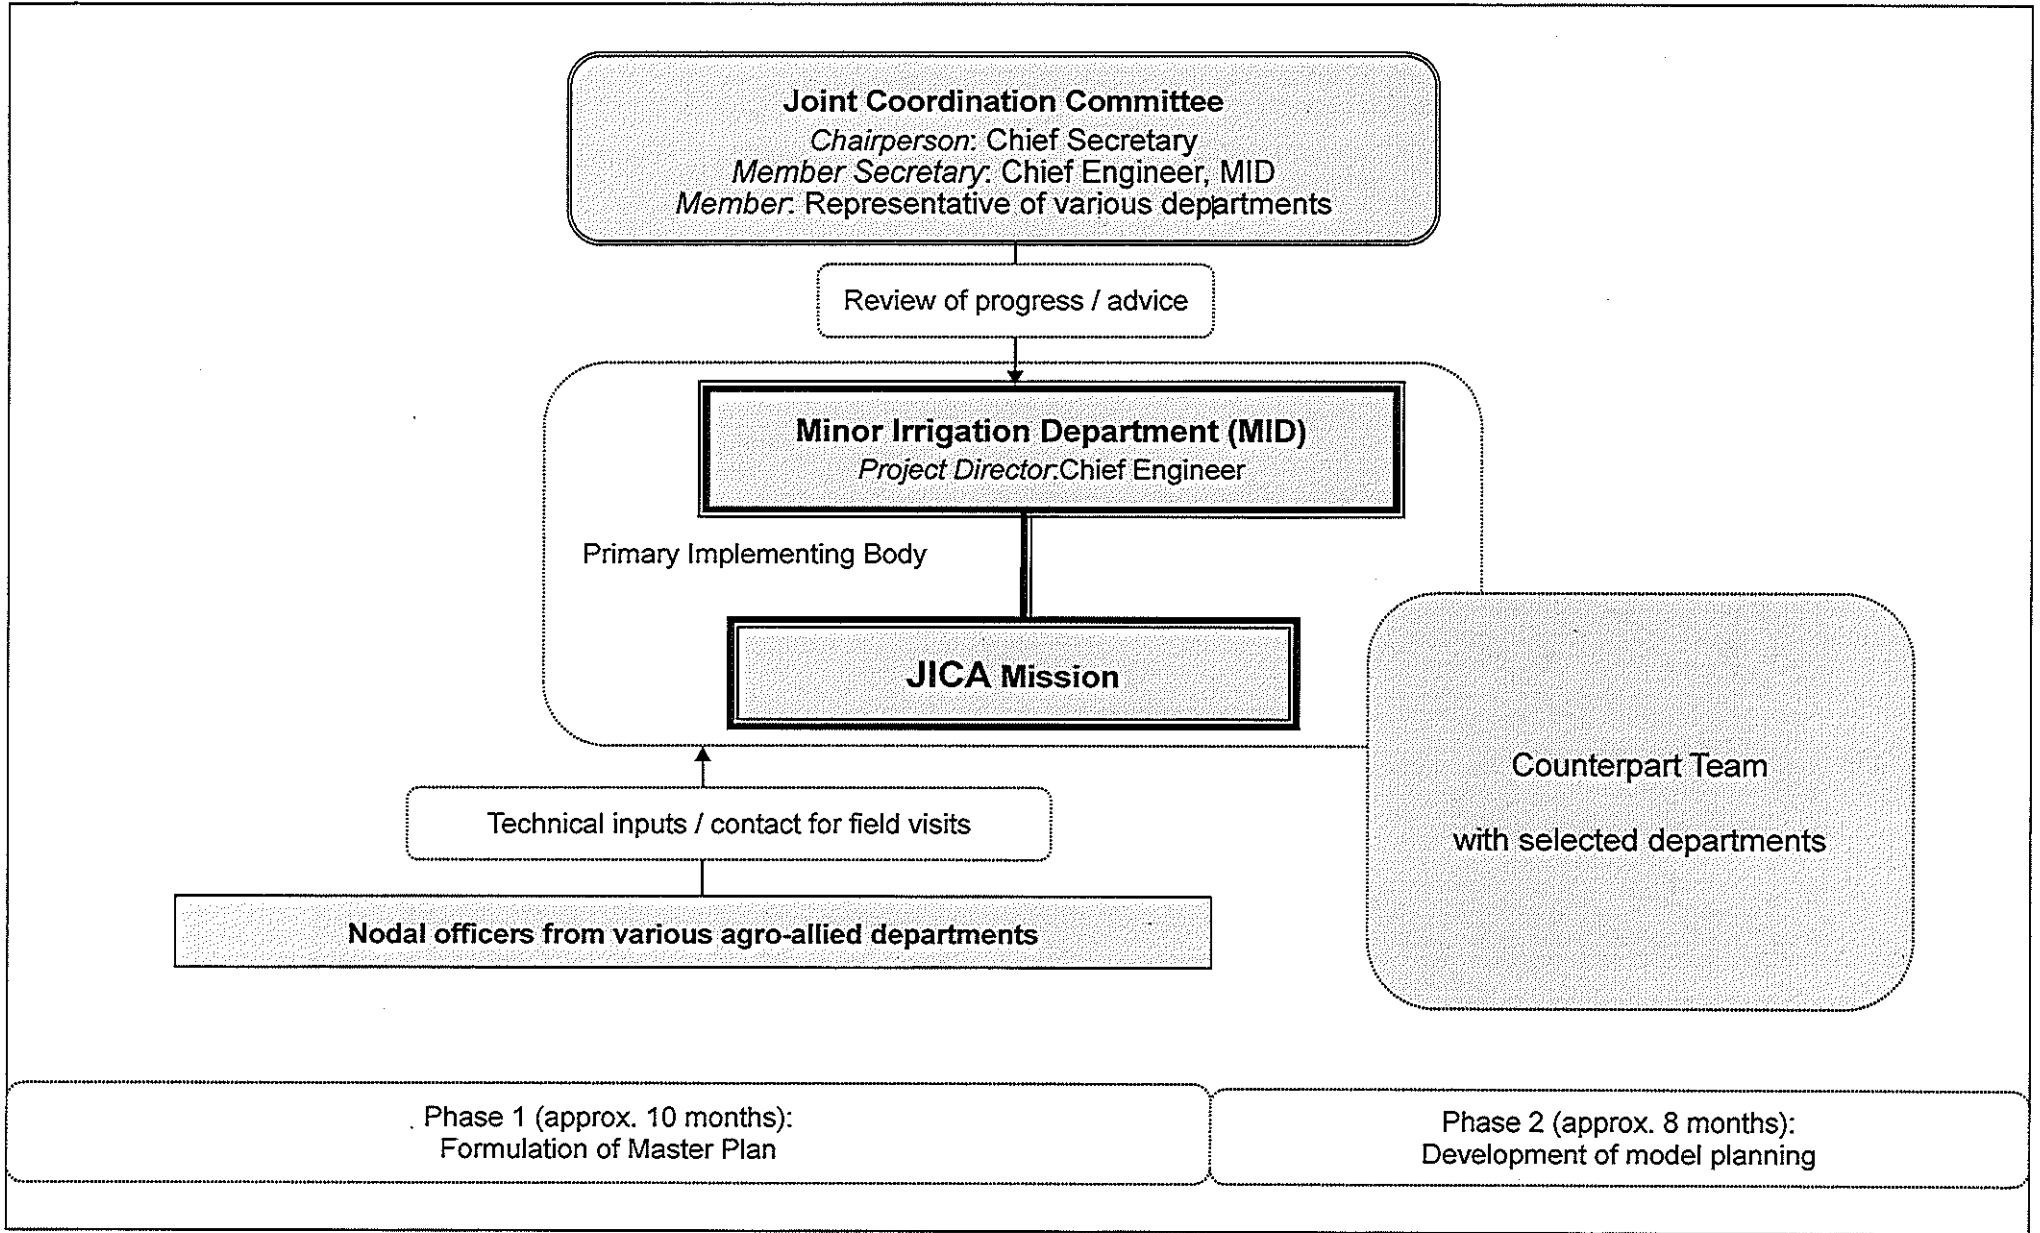 Joint Coordination Committee
Chairperson: Chief Secretary
Member Secretary: Chief Engineer, MID
Member: Representative of various departments
Review of progress / advice
Minor Irrigation Department (MID)
Project Director:Chief Engineer
Primary Implementing Body
JICA Mission
Counterpart Team
with selected departments
Technical inputs / contact for field visits
Nodal officers from various agro-allied departments
Phase 1 (approx. 10 months):
Formulation of Master Plan
Phase 2 (approx. 8 months):
Development of model planning